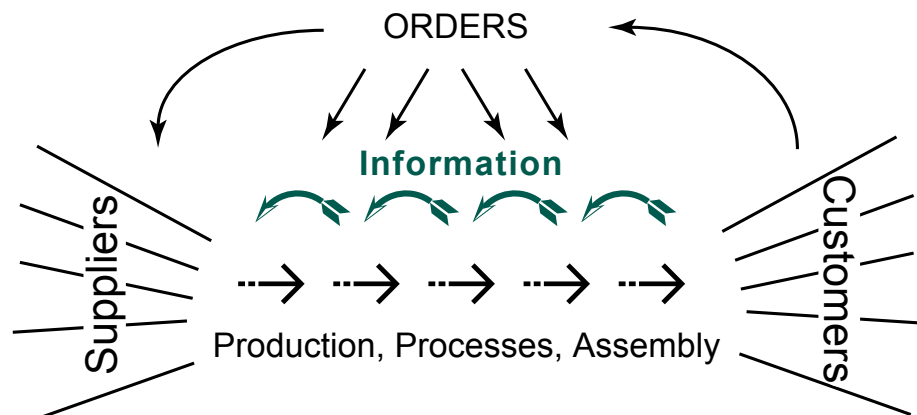 ORDERS
Information
Suppliers
Customers
Production, Processes, Assembly